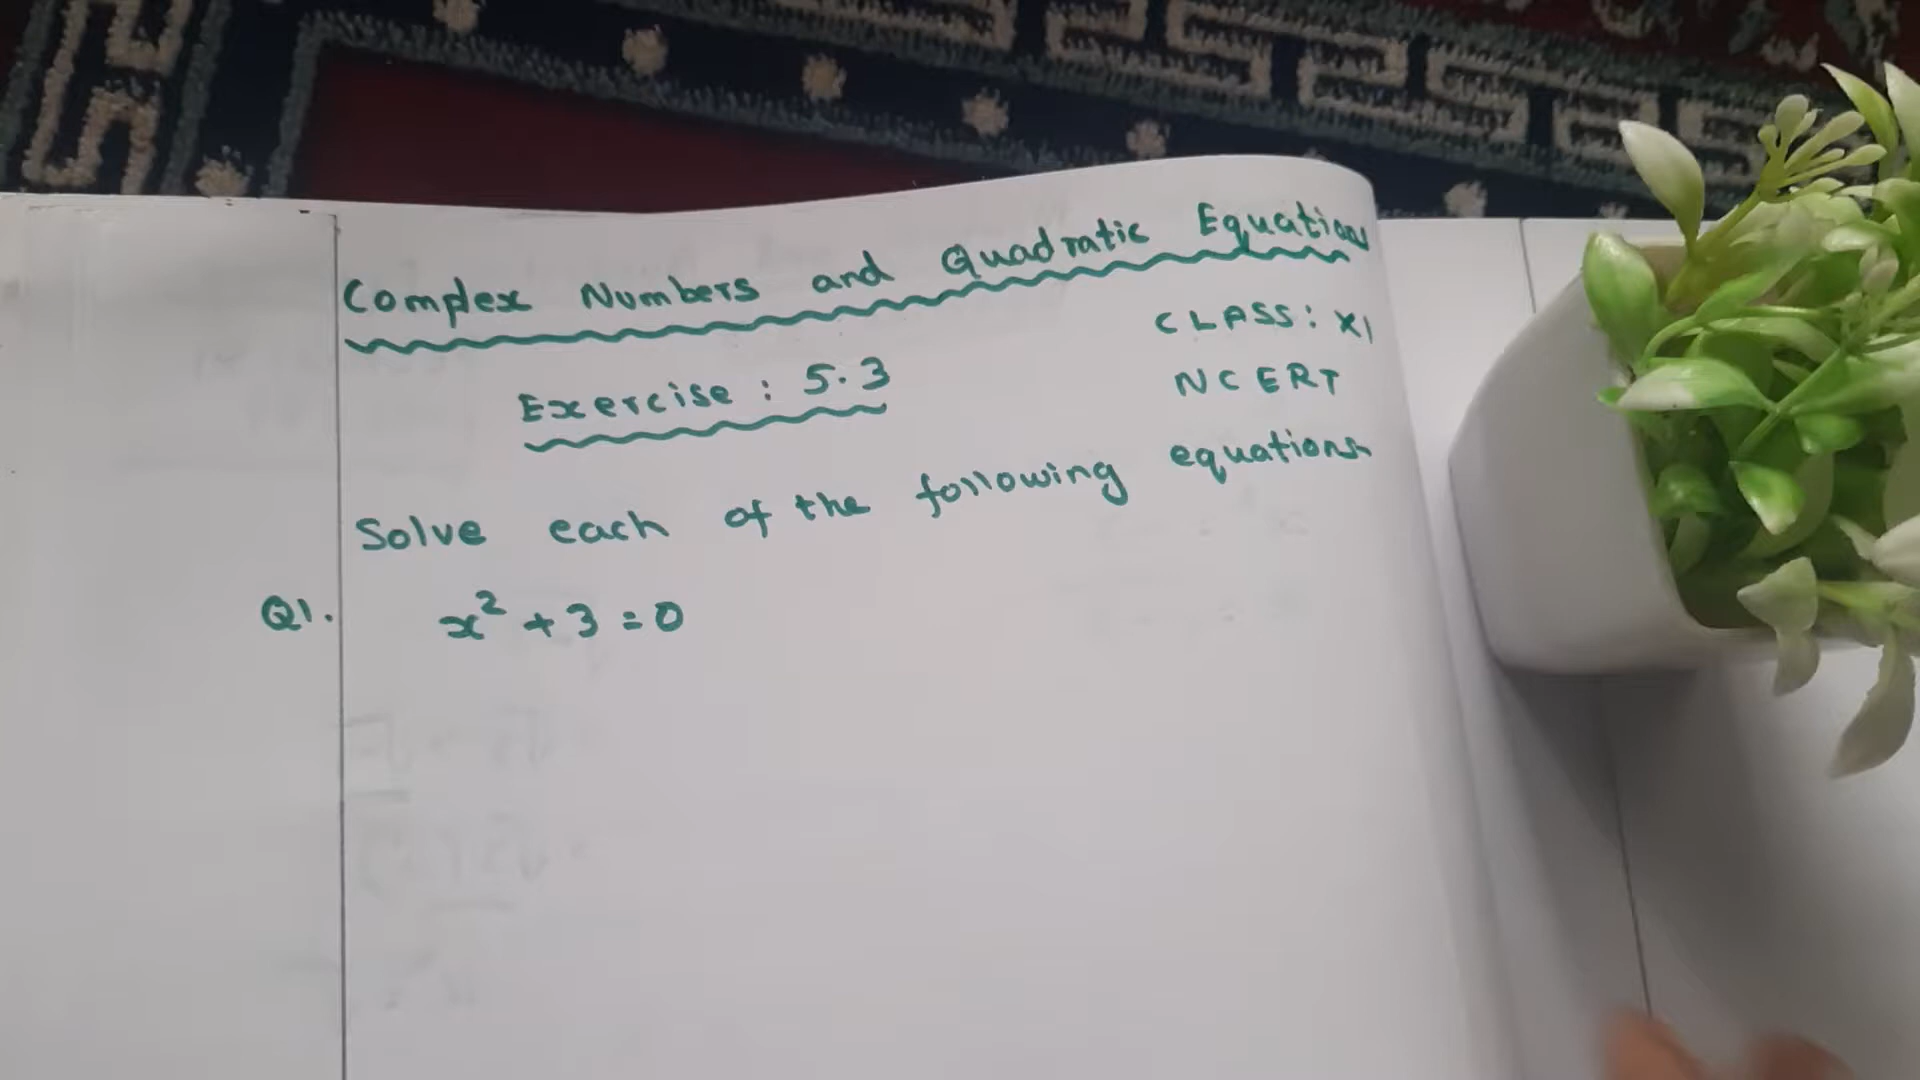 Complex Numbers and Quadratic Equations
CLASS: XI
Exercise: 5.3
NCERT
Solve each of the following equations
Q1. x² + 3 = 0